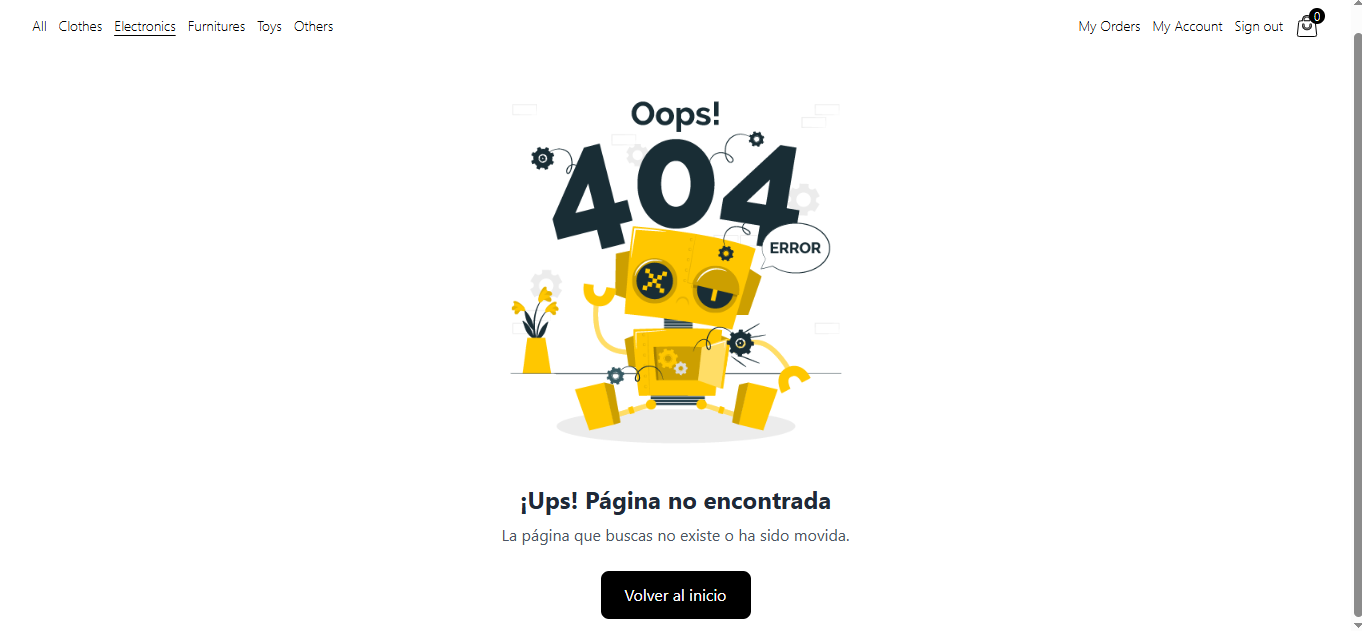 All Clothes Electronics Furnitures Toys Others My Orders My Account Sign out 0
Oops!
404
ERROR
¡Ups! Página no encontrada
La página que buscas no existe o ha sido movida.
Volver al inicio